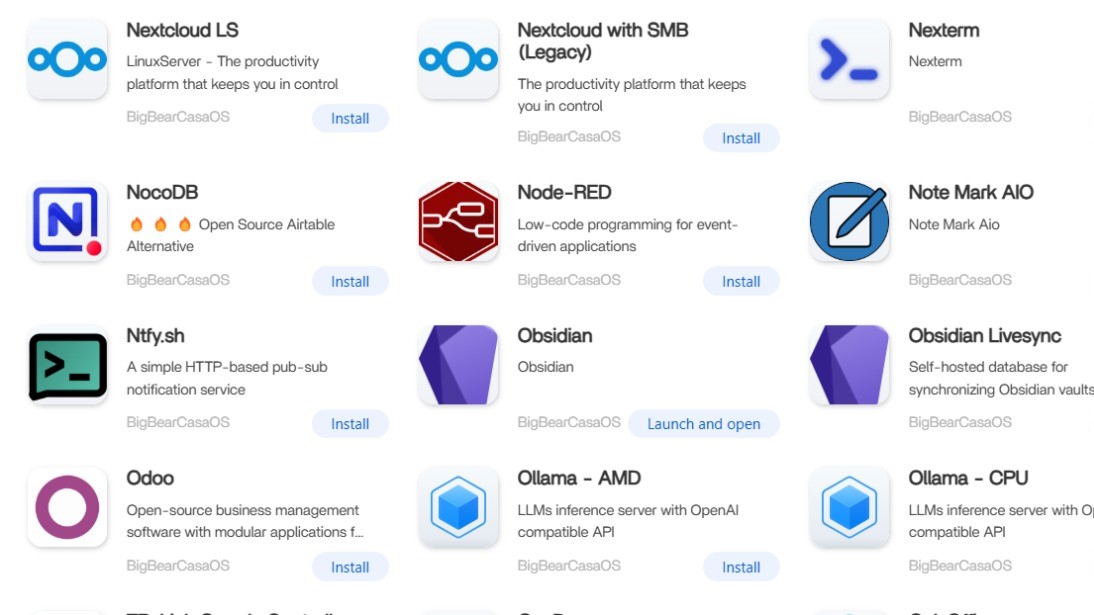 Nextcloud LS
LinuxServer - The productivity
platform that keeps you in control
BigBearCasaOS
Install
Nextcloud with SMB
(Legacy)
The productivity platform that keeps
you in control
BigBearCasaOS
Install
Nexterm
Nexterm
BigBearCasaOS
NocoDB
🔥 🔥 🔥 Open Source Airtable
Alternative
BigBearCasaOS
Install
Node-RED
Low-code programming for event-
driven applications
BigBearCasaOS
Install
Note Mark AIO
Note Mark Aio
BigBearCasaOS
Ntfy.sh
A simple HTTP-based pub-sub
notification service
BigBearCasaOS
Install
Obsidian
Obsidian
BigBearCasaOS
Launch and open
Obsidian Livesync
Self-hosted database for
synchronizing Obsidian vaults
BigBearCasaOS
Odoo
Open-source business management
software with modular applications f...
BigBearCasaOS
Install
Ollama - AMD
LLMs inference server with OpenAI
compatible API
BigBearCasaOS
Install
Ollama - CPU
LLMs inference server with Op
compatible API
BigBearCasaOS